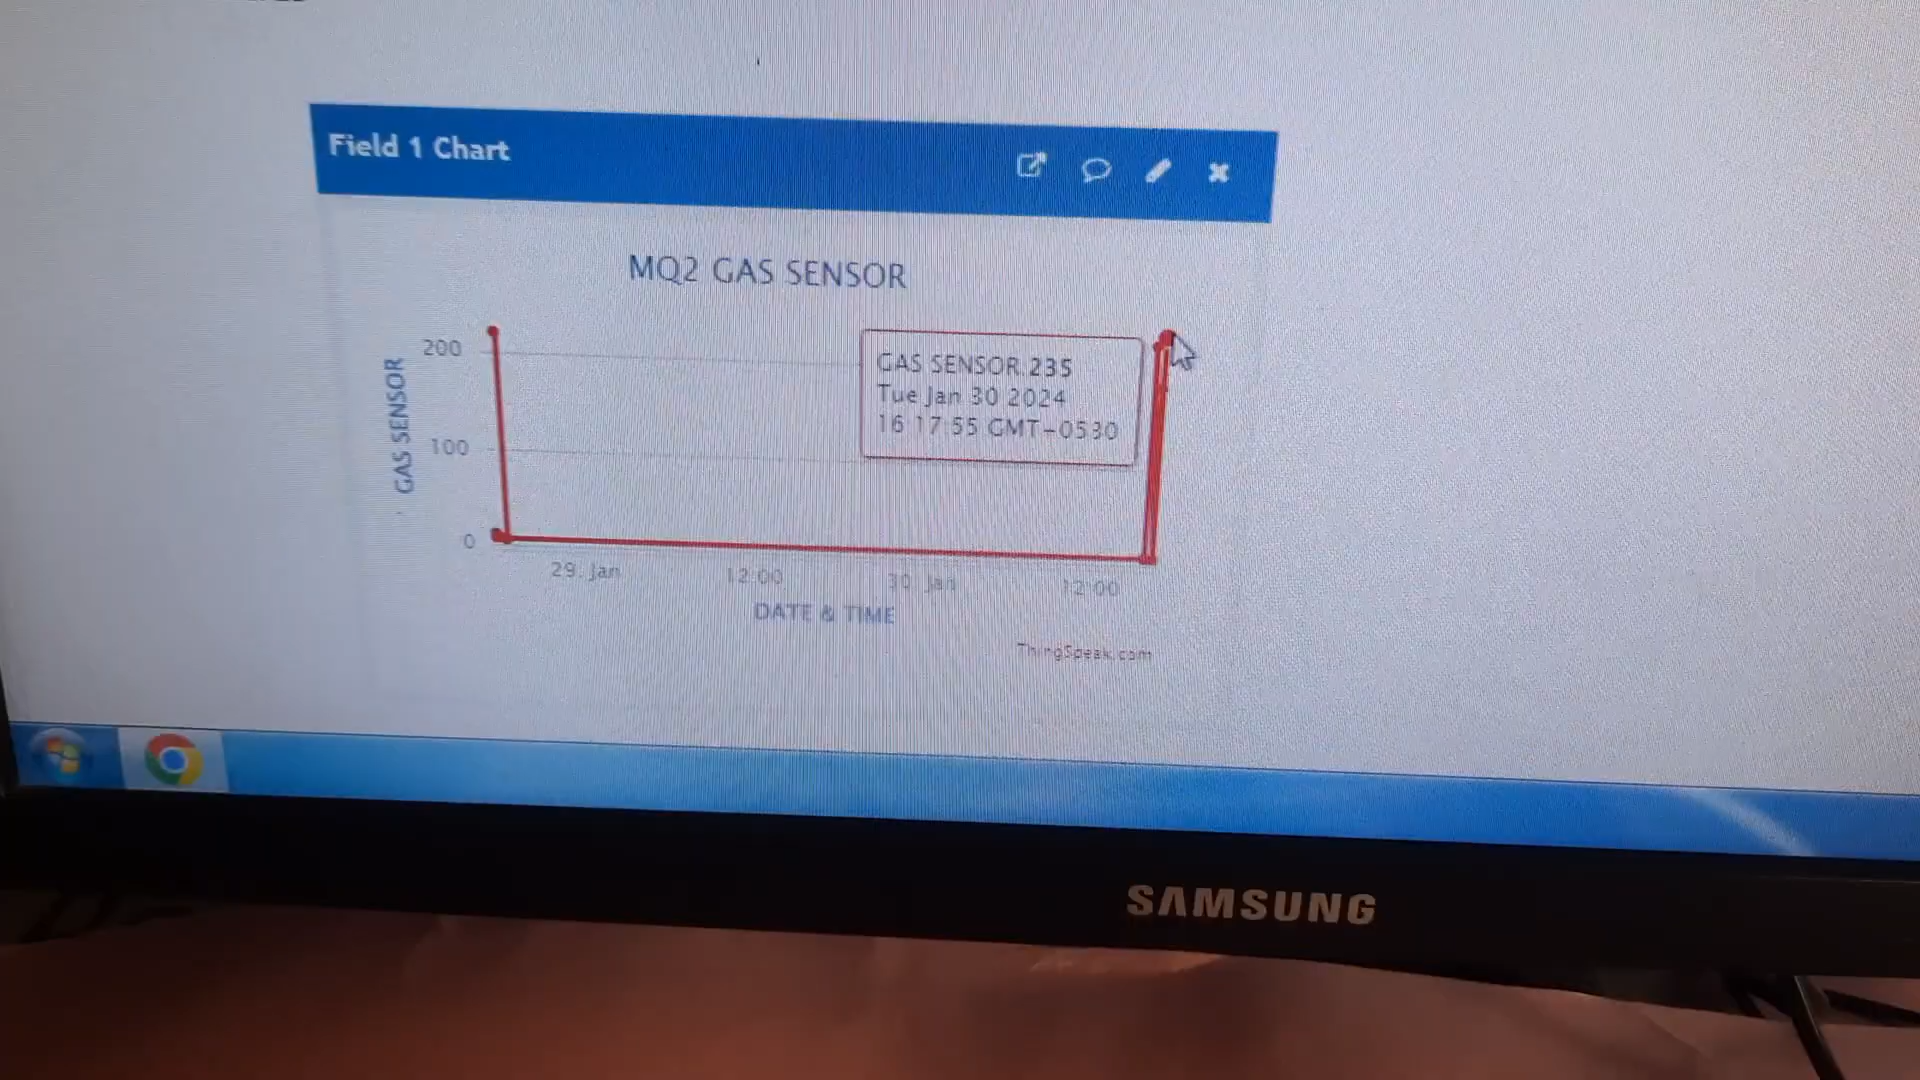 Field 1 Chart
MQ2 GAS SENSOR
GAS SENSOR
200
100
0
GAS SENSOR: 235
Tue Jan 30 2024
16:17:55 GMT-0530
29. Jan
12:00
30. Jan
12:00
DATE & TIME
ThingSpeak.com
SAMSUNG